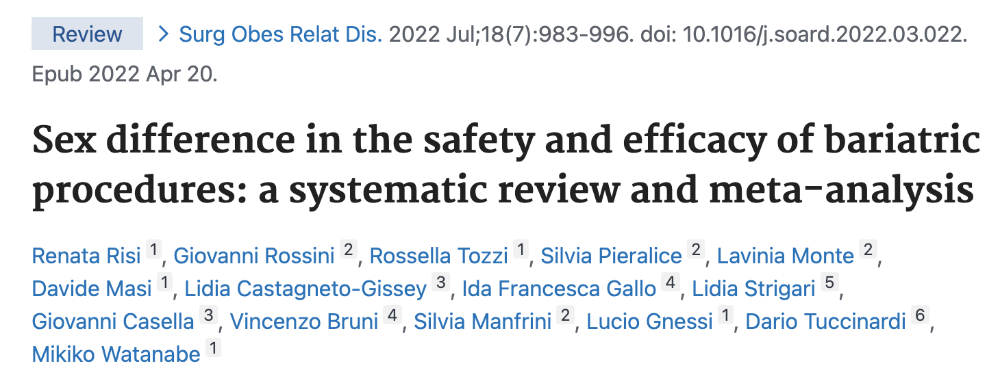 Review > Surg Obes Relat Dis. 2022 Jul;18(7):983-996. doi: 10.1016/j.soard.2022.03.022.
Epub 2022 Apr 20.
Sex difference in the safety and efficacy of bariatric
procedures: a systematic review and meta-analysis
Renata Risi 1, Giovanni Rossini 2, Rossella Tozzi 1, Silvia Pieralice 2, Lavinia Monte 2,
Davide Masi 1, Lidia Castagneto-Gissey 3, Ida Francesca Gallo 4, Lidia Strigari 5,
Giovanni Casella 3, Vincenzo Bruni 4, Silvia Manfrini 2, Lucio Gnessi 1, Dario Tuccinardi 6,
Mikiko Watanabe 1